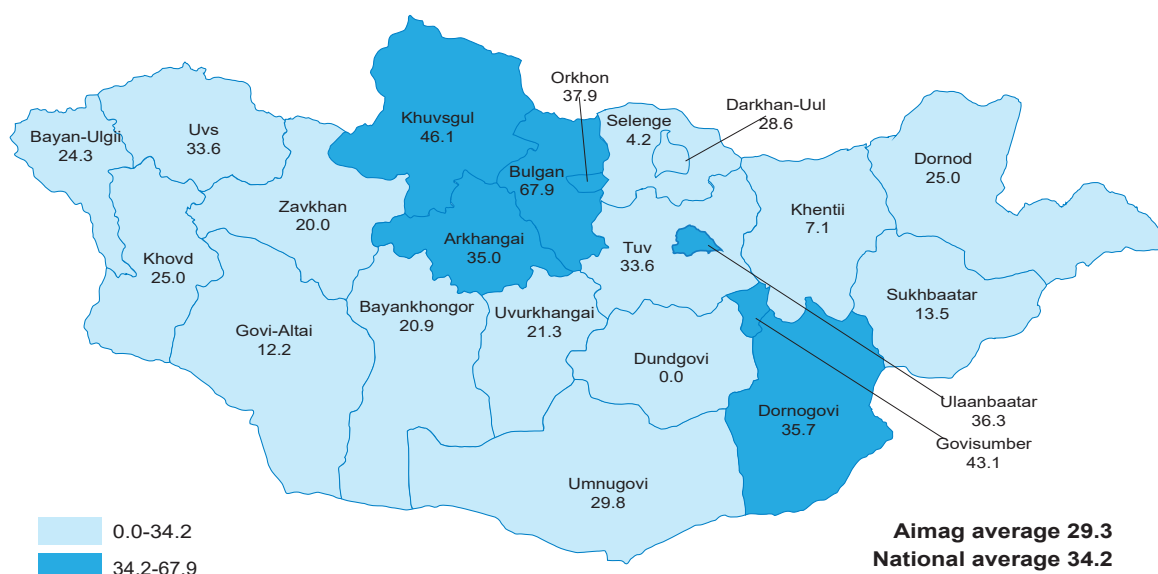 Orkhon
37.9
Darkhan-Uul
28.6
Khuvsgul
46.1
Selenge
4.2
Bayan-Ulgii
24.3
Uvs
33.6
Dornod
25.0
Bulgan
67.9
Zavkhan
20.0
Khentii
7.1
Arkhangai
35.0
Tuv
33.6
Khovd
25.0
Sukhbaatar
13.5
Bayankhongor
20.9
Uvurkhangai
21.3
Govi-Altai
12.2
Dundgovi
0.0
Dornogovi
35.7
Ulaanbaatar
36.3
Govisumber
43.1
Umnugovi
29.8
0.0-34.2
34.2-67.9
Aimag average 29.3
National average 34.2